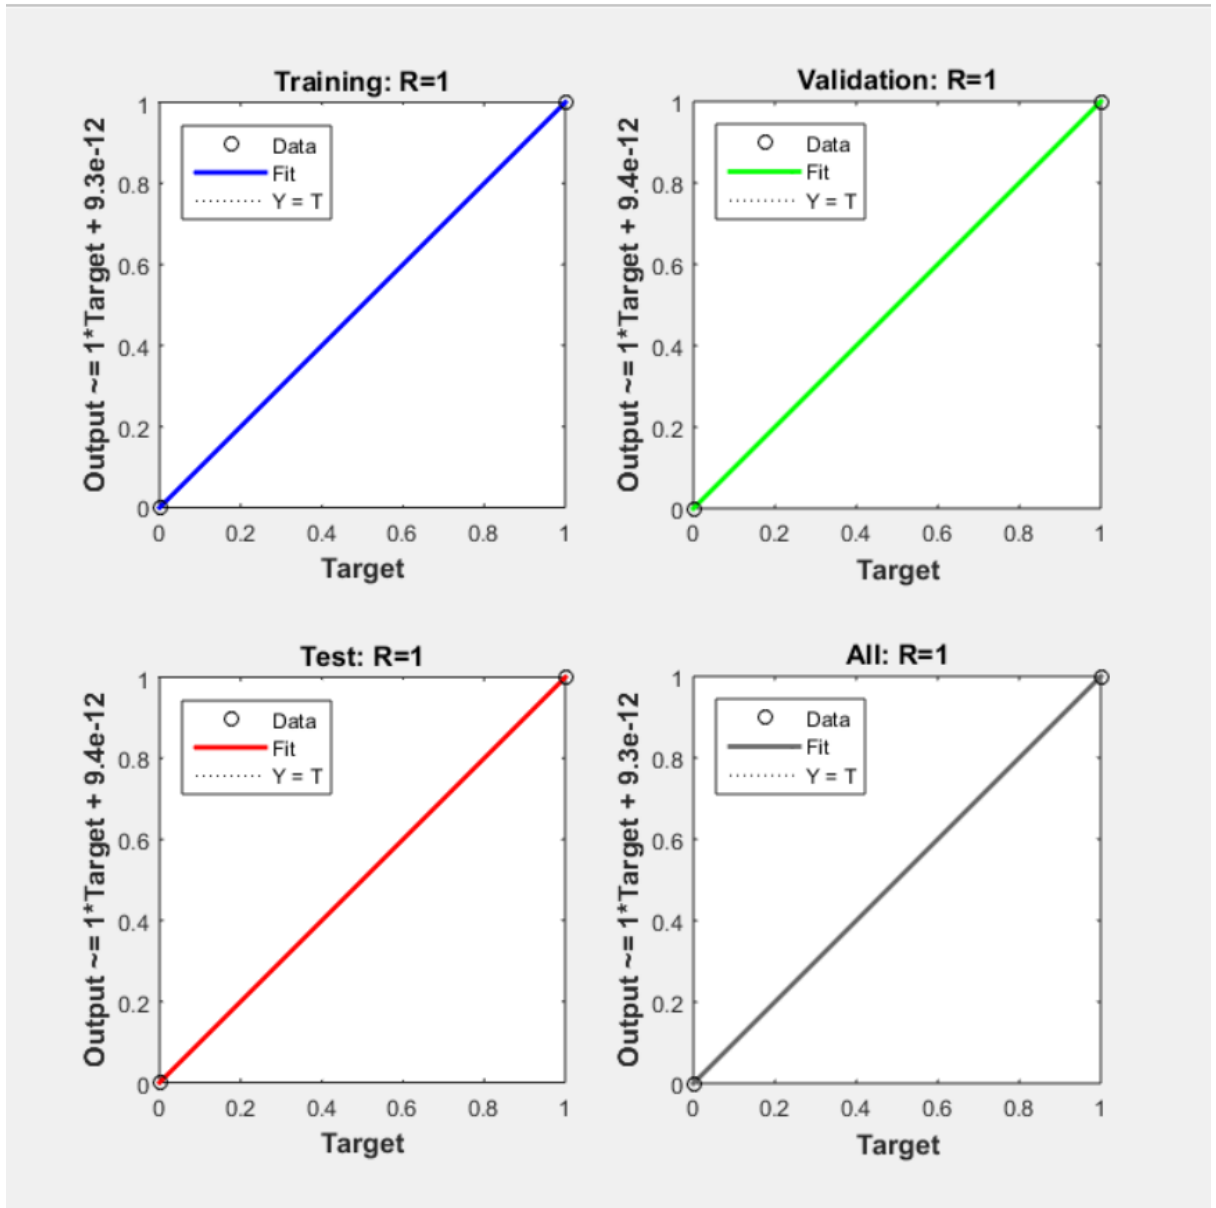 Training: R=1
Output ~= 1*Target + 9.3e-12
1
0.8
0.6
0.4
0.2
0
Data
Fit
Y = T
0 0.2 0.4 0.6 0.8 1
Target
Validation: R=1
Output ~= 1*Target + 9.4e-12
1
0.8
0.6
0.4
0.2
0
Data
Fit
Y = T
0 0.2 0.4 0.6 0.8 1
Target
Test: R=1
Output ~= 1*Target + 9.4e-12
1
0.8
0.6
0.4
0.2
0
Data
Fit
Y = T
0 0.2 0.4 0.6 0.8 1
Target
All: R=1
Output ~= 1*Target + 9.3e-12
1
0.8
0.6
0.4
0.2
0
Data
Fit
Y = T
0 0.2 0.4 0.6 0.8 1
Target